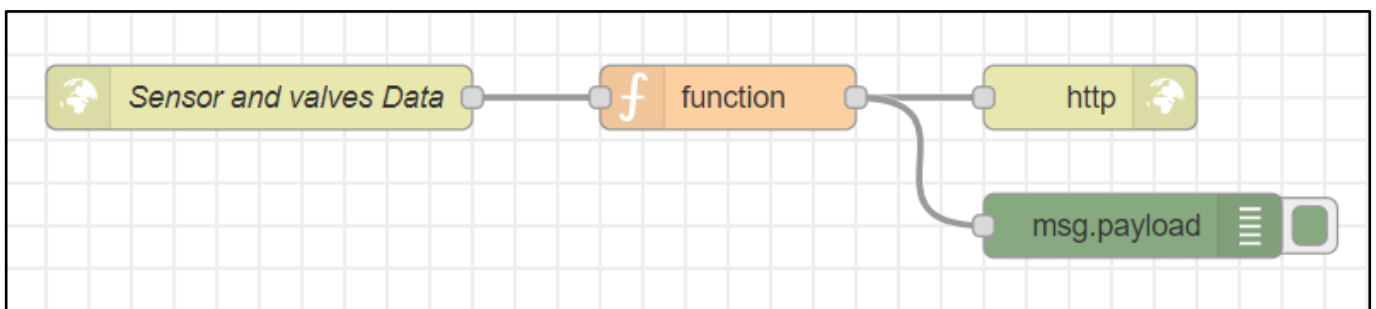 Sensor and valves Data
function
http
msg.payload